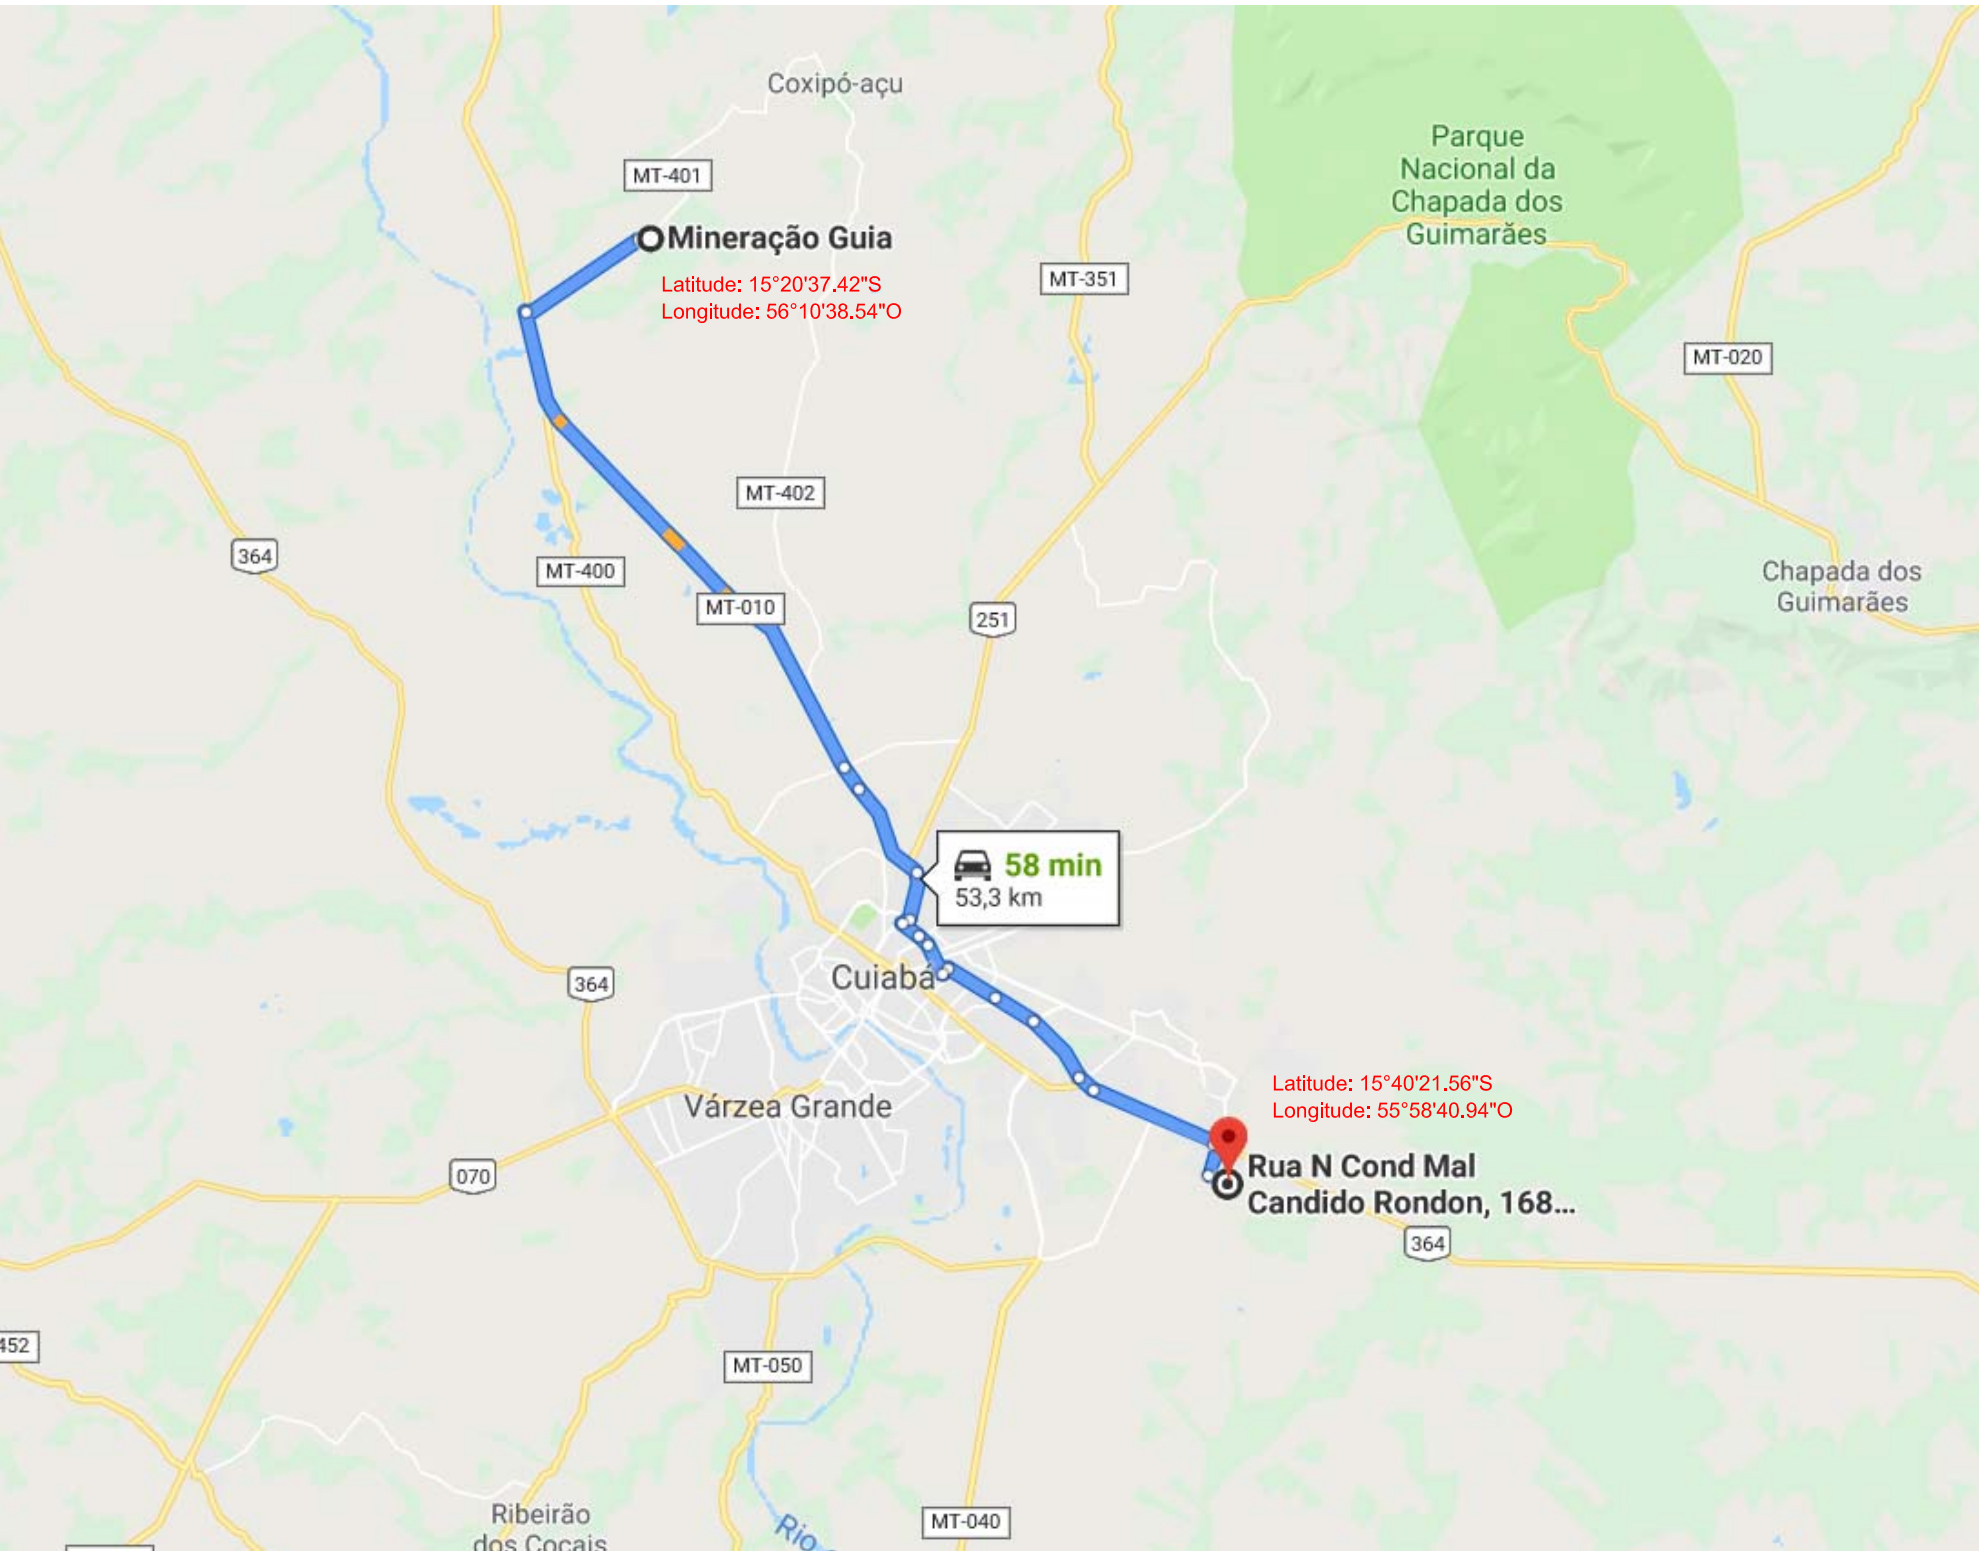 Coxipó-açu
Parque
Nacional da
Chapada dos
Guimarães
MT-401
Mineração Guia
Latitude: 15°20'37.42"S
Longitude: 56°10'38.54"O
MT-351
MT-020
MT-402
364
MT-400
MT-010
251
Chapada dos
Guimarães
58 min
53,3 km
Cuiabá
364
Várzea Grande
Latitude: 15°40'21.56"S
Longitude: 55°58'40.94"O
070
Rua N Cond Mal
Candido Rondon, 168...
364
452
MT-050
Ribeirão
dos Cocais
Rio
MT-040